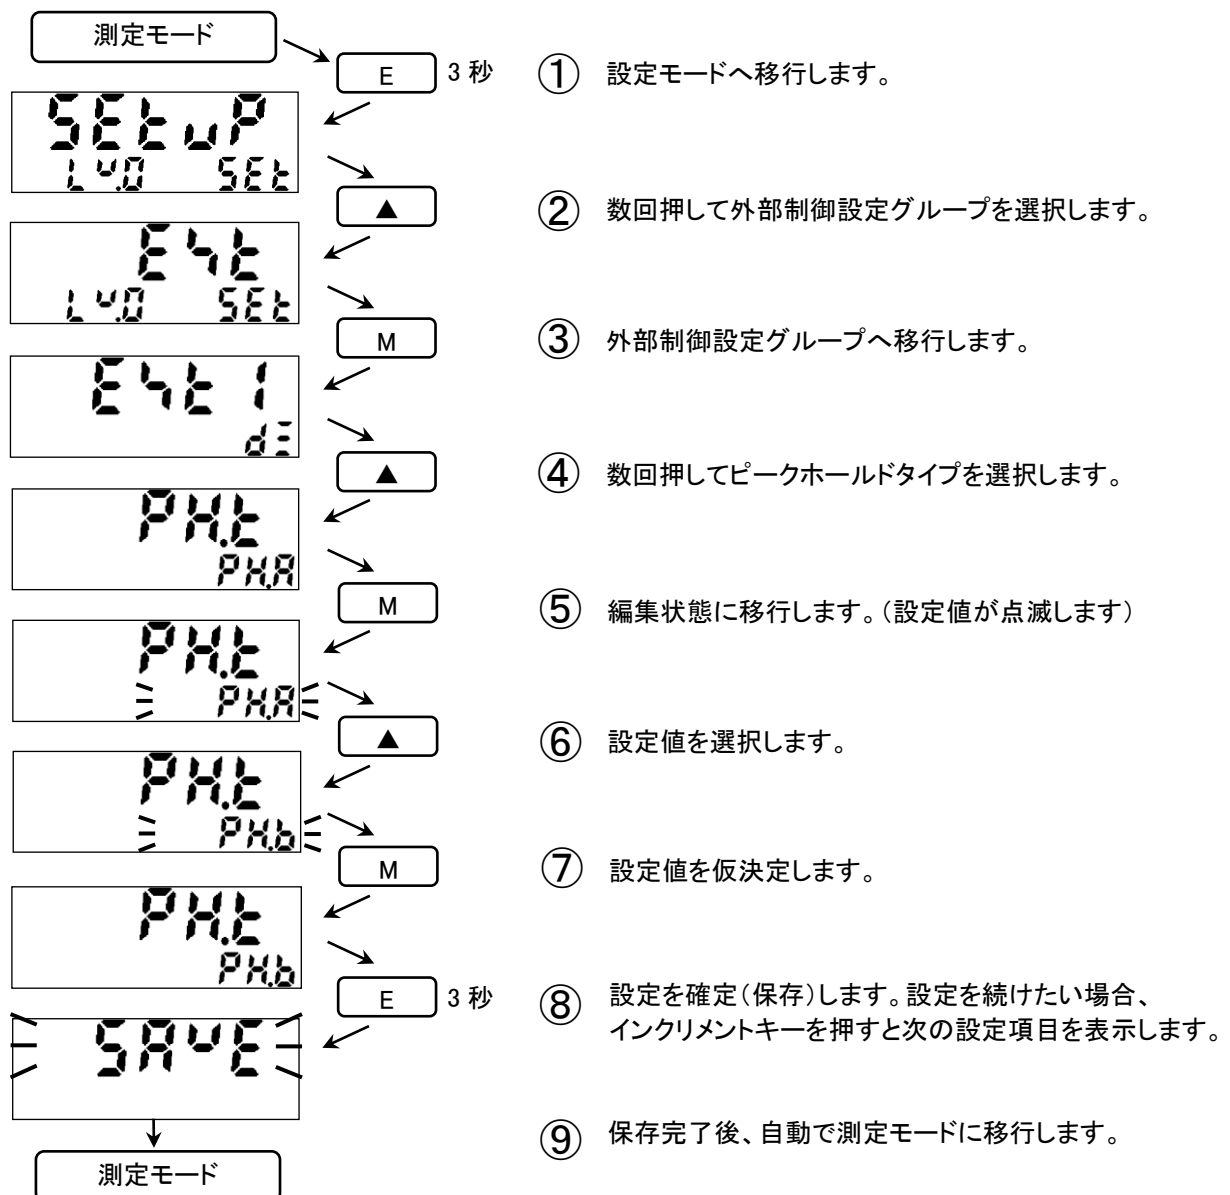 測定モード
E 3秒 ① 設定モードへ移行します。
SEtuP
Lv.0 SEt
▲ ② 数回押して外部制御設定グループを選択します。
Ext
Lv.0 SEt
M ③ 外部制御設定グループへ移行します。
Ext 1
dZ
▲ ④ 数回押してピークホールドタイプを選択します。
PH.t
PH.A
M ⑤ 編集状態に移行します。（設定値が点滅します）
PH.t
PH.A
▲ ⑥ 設定値を選択します。
PH.t
PH.b
M ⑦ 設定値を仮決定します。
PH.t
PH.b
E 3秒 ⑧ 設定を確定（保存）します。設定を続けたい場合、
インクリメントキーを押すと次の設定項目を表示します。
SAvE
⑨ 保存完了後、自動で測定モードに移行します。
測定モード